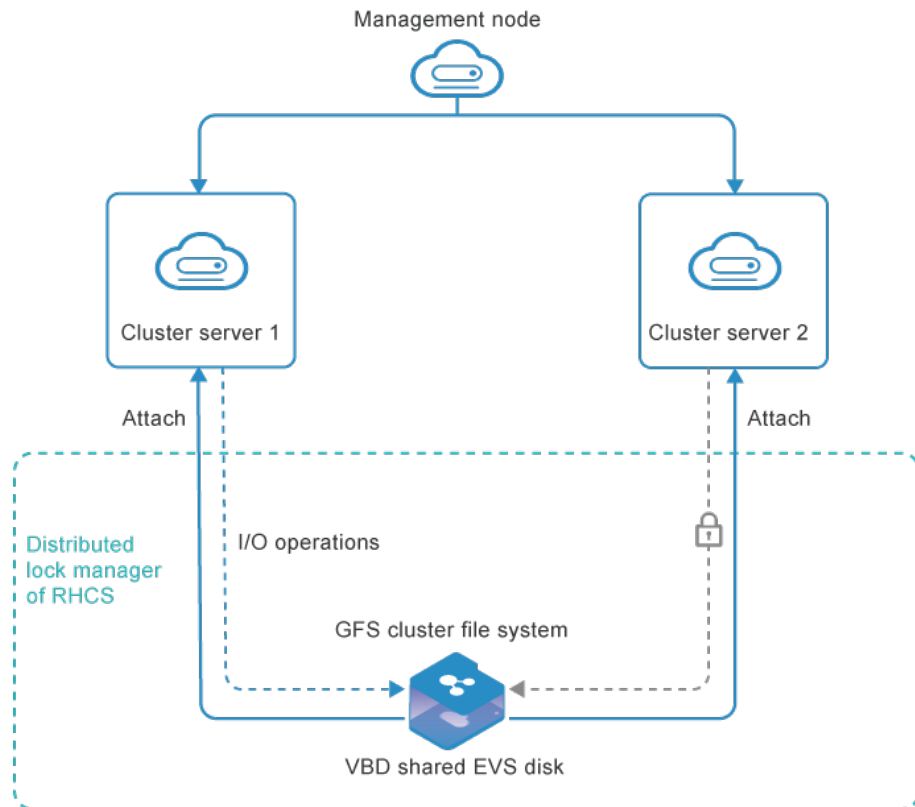 Management node
Cluster server 1
Cluster server 2
Attach
Attach
Distributed
lock manager
of RHCS
I/O operations
GFS cluster file system
VBD shared EVS disk